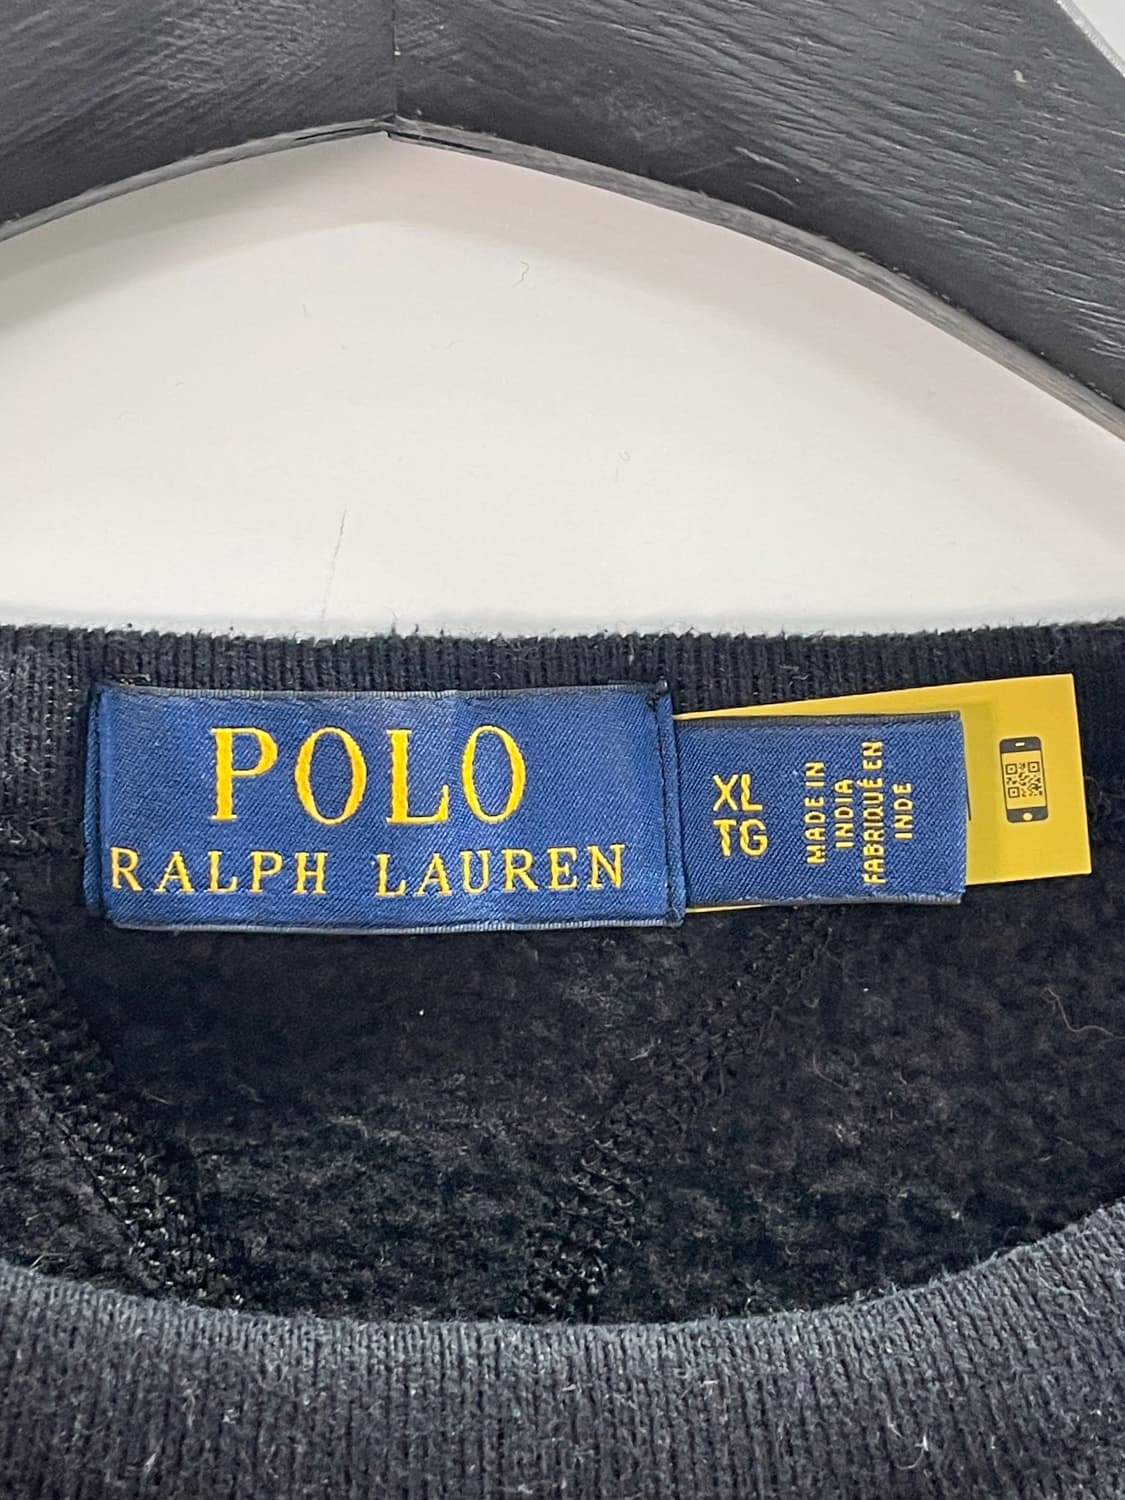 POLO
RALPH LAUREN
XL
TG
MADE IN
INDIA
FABRIQUÉ EN
INDE